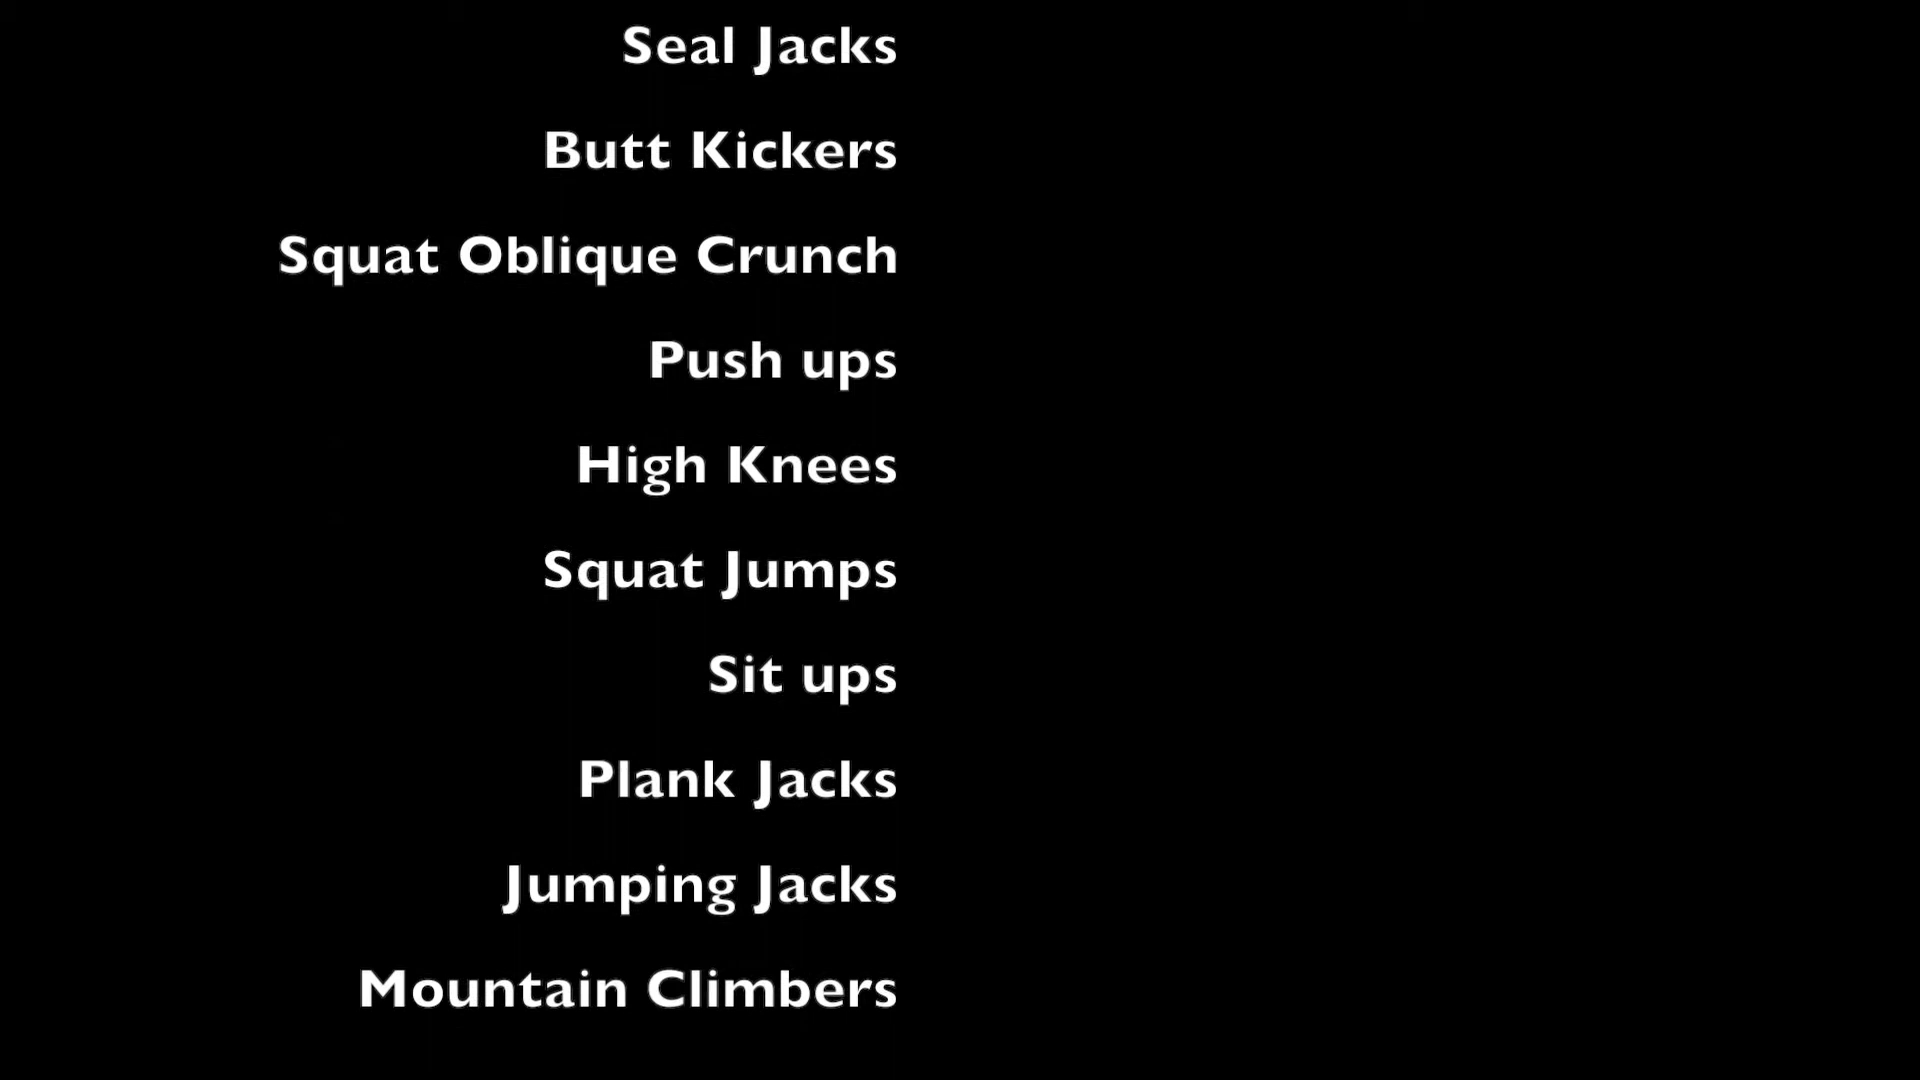 Seal Jacks
Butt Kickers
Squat Oblique Crunch
Push ups
High Knees
Squat Jumps
Sit ups
Plank Jacks
Jumping Jacks
Mountain Climbers